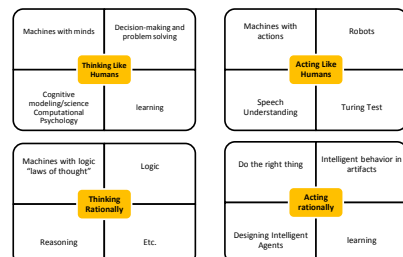 Machines with minds
Decision-making and
problem solving
Thinking Like
Humans
Cognitive
modeling/science
Computational
Psychology
learning
Machines with
actions
Robots
Acting Like
Humans
Speech
Understanding
Turing Test
Machines with logic
“laws of thought”
Logic
Thinking
Rationally
Reasoning
Etc.
Do the right thing
Intelligent behavior in
artifacts
Acting
rationally
Designing Intelligent
Agents
learning